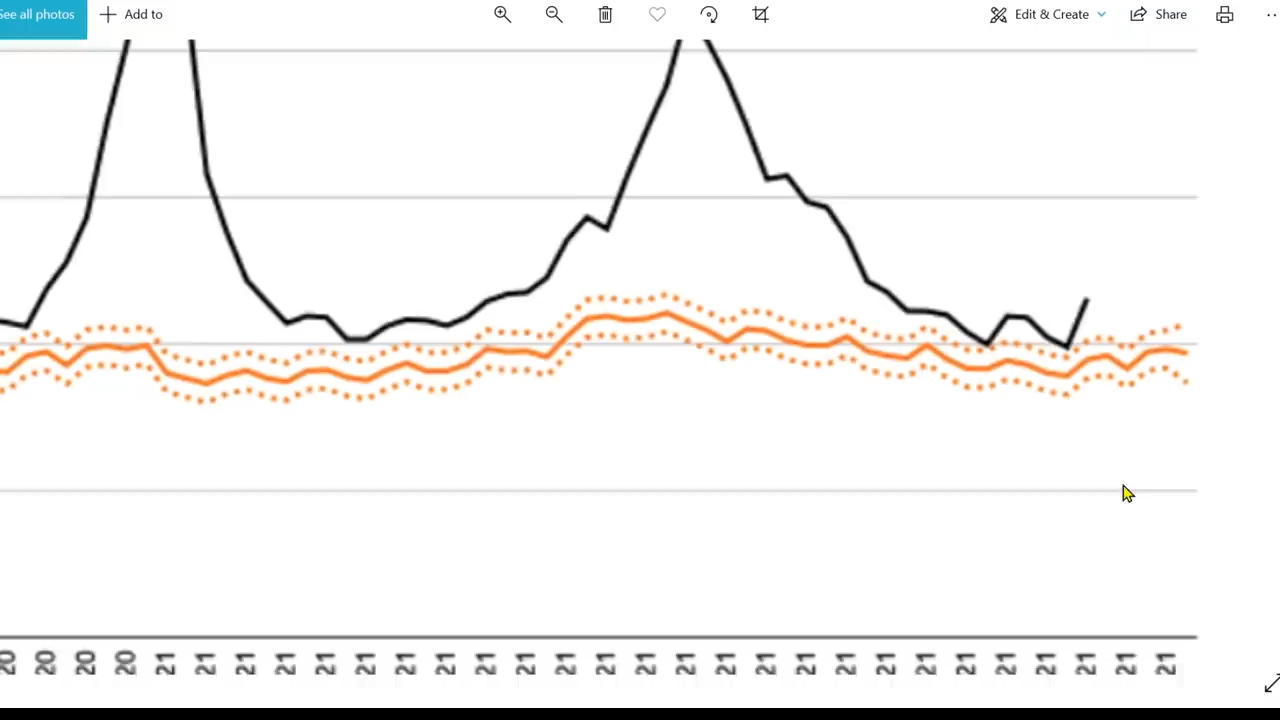 See all photos
Add to
Edit & Create
Share
20 20 20 20 21 21 21 21 21 21 21 21 21 21 21 21 21 21 21 21 21 21 21 21 21 21 21 21 21 21